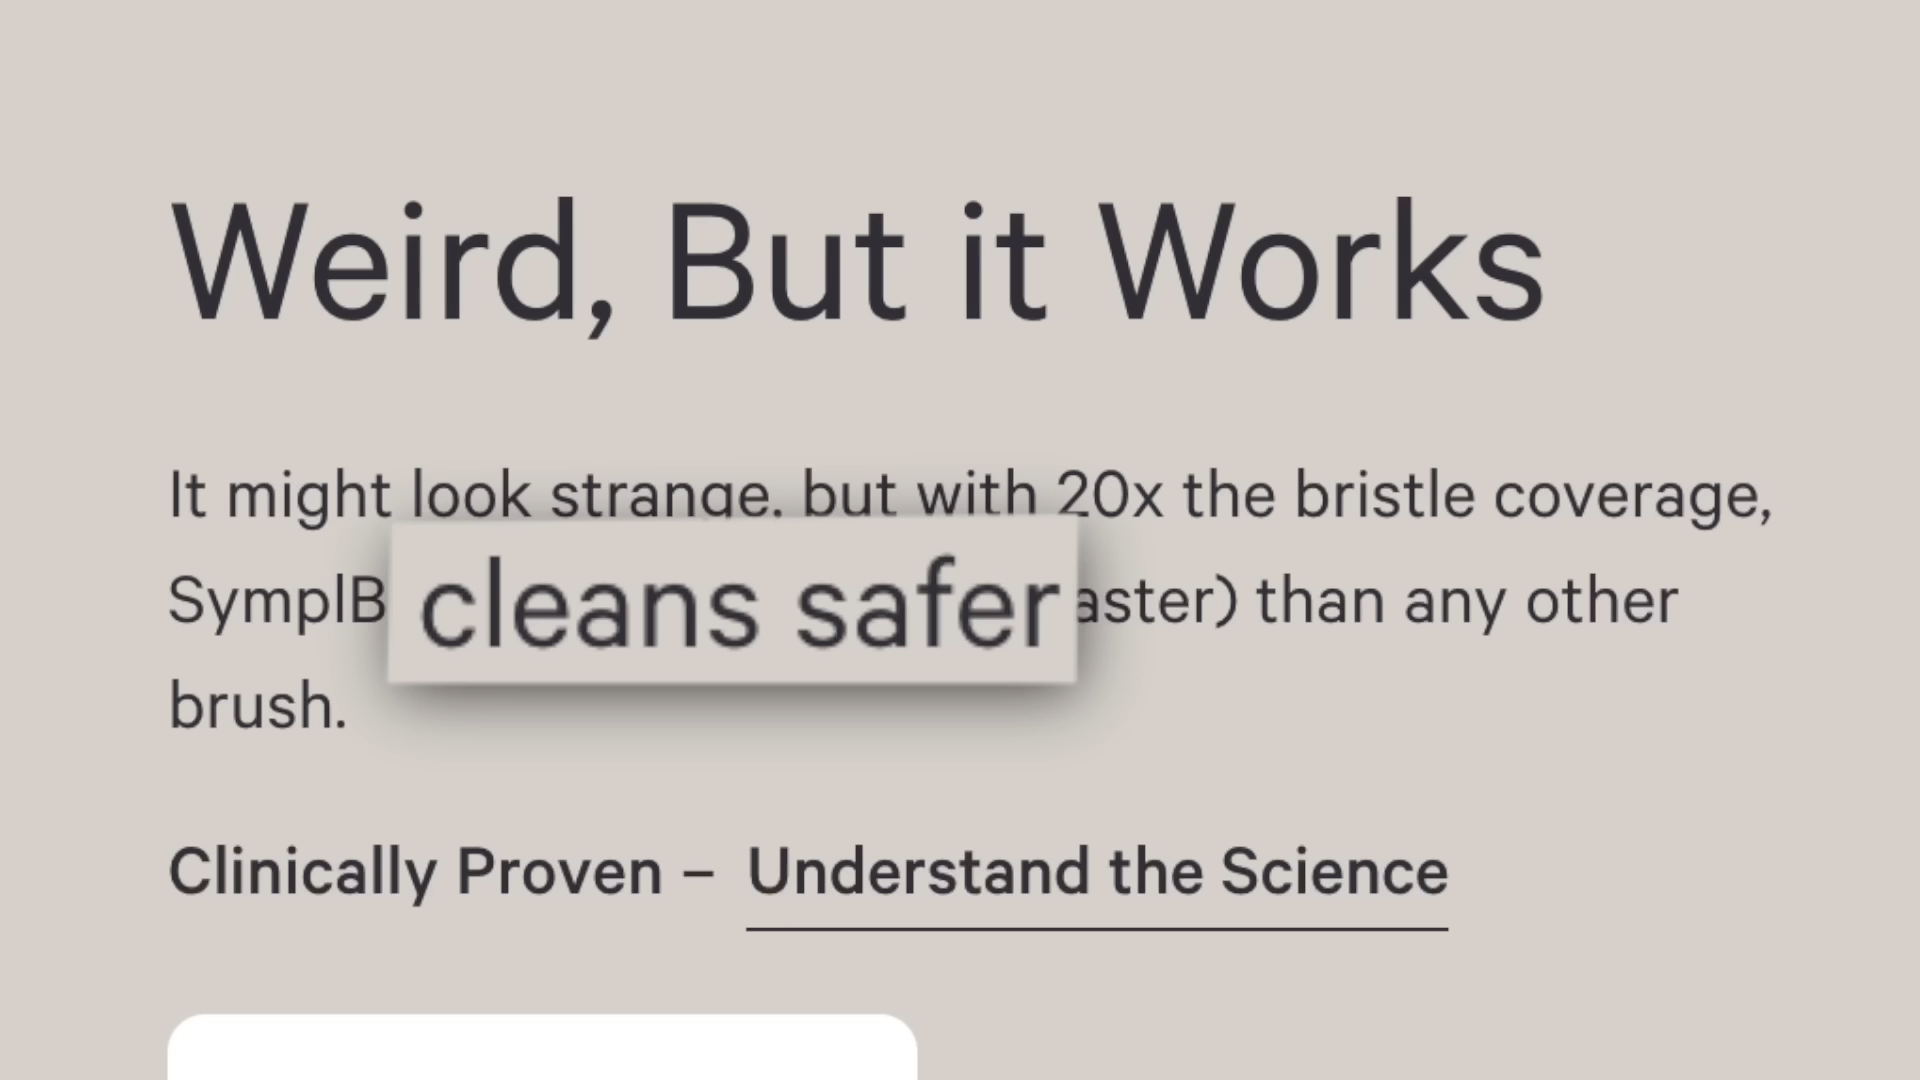 Weird, But it Works
It might look strange, but with 20x the bristle coverage,
SymplB cleans safer aster) than any other
brush.
Clinically Proven – Understand the Science